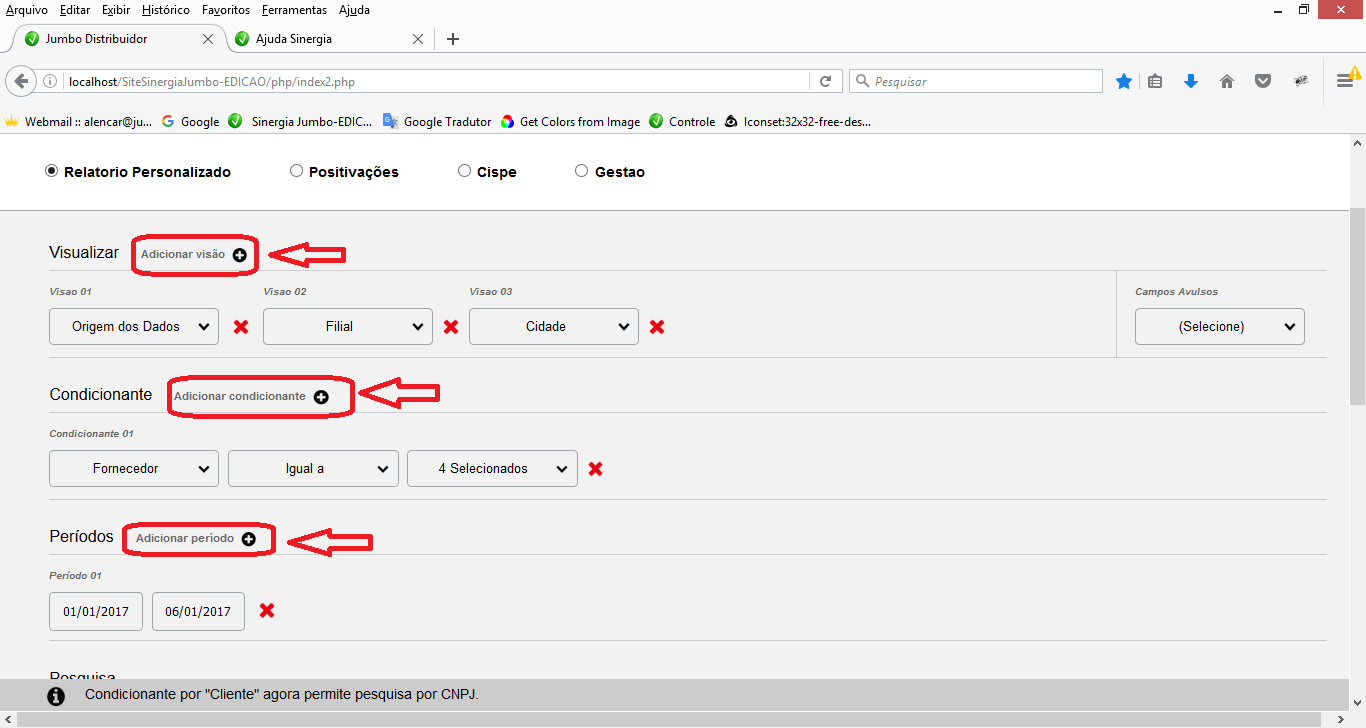 Arquivo Editar Exibir Histórico Favoritos Ferramentas Ajuda
Jumbo Distribuidor Ajuda Sinergia
localhost/SiteSinergiaJumbo-EDICAO/php/index2.php Pesquisar
Webmail :: alencar@ju... Google Sinergia Jumbo-EDIC... Google Tradutor Get Colors from Image Controle Iconset:32x32-free-des...
Relatorio Personalizado Positivações Cispe Gestao
Visualizar Adicionar visão
Visao 01 Visao 02 Visao 03 Campos Avulsos
Origem dos Dados Filial Cidade (Selecione)
Condicionante Adicionar condicionante
Condicionante 01
Fornecedor Igual a 4 Selecionados
Períodos Adicionar período
Período 01
01/01/2017 06/01/2017
Pesquisa
Condicionante por "Cliente" agora permite pesquisa por CNPJ.